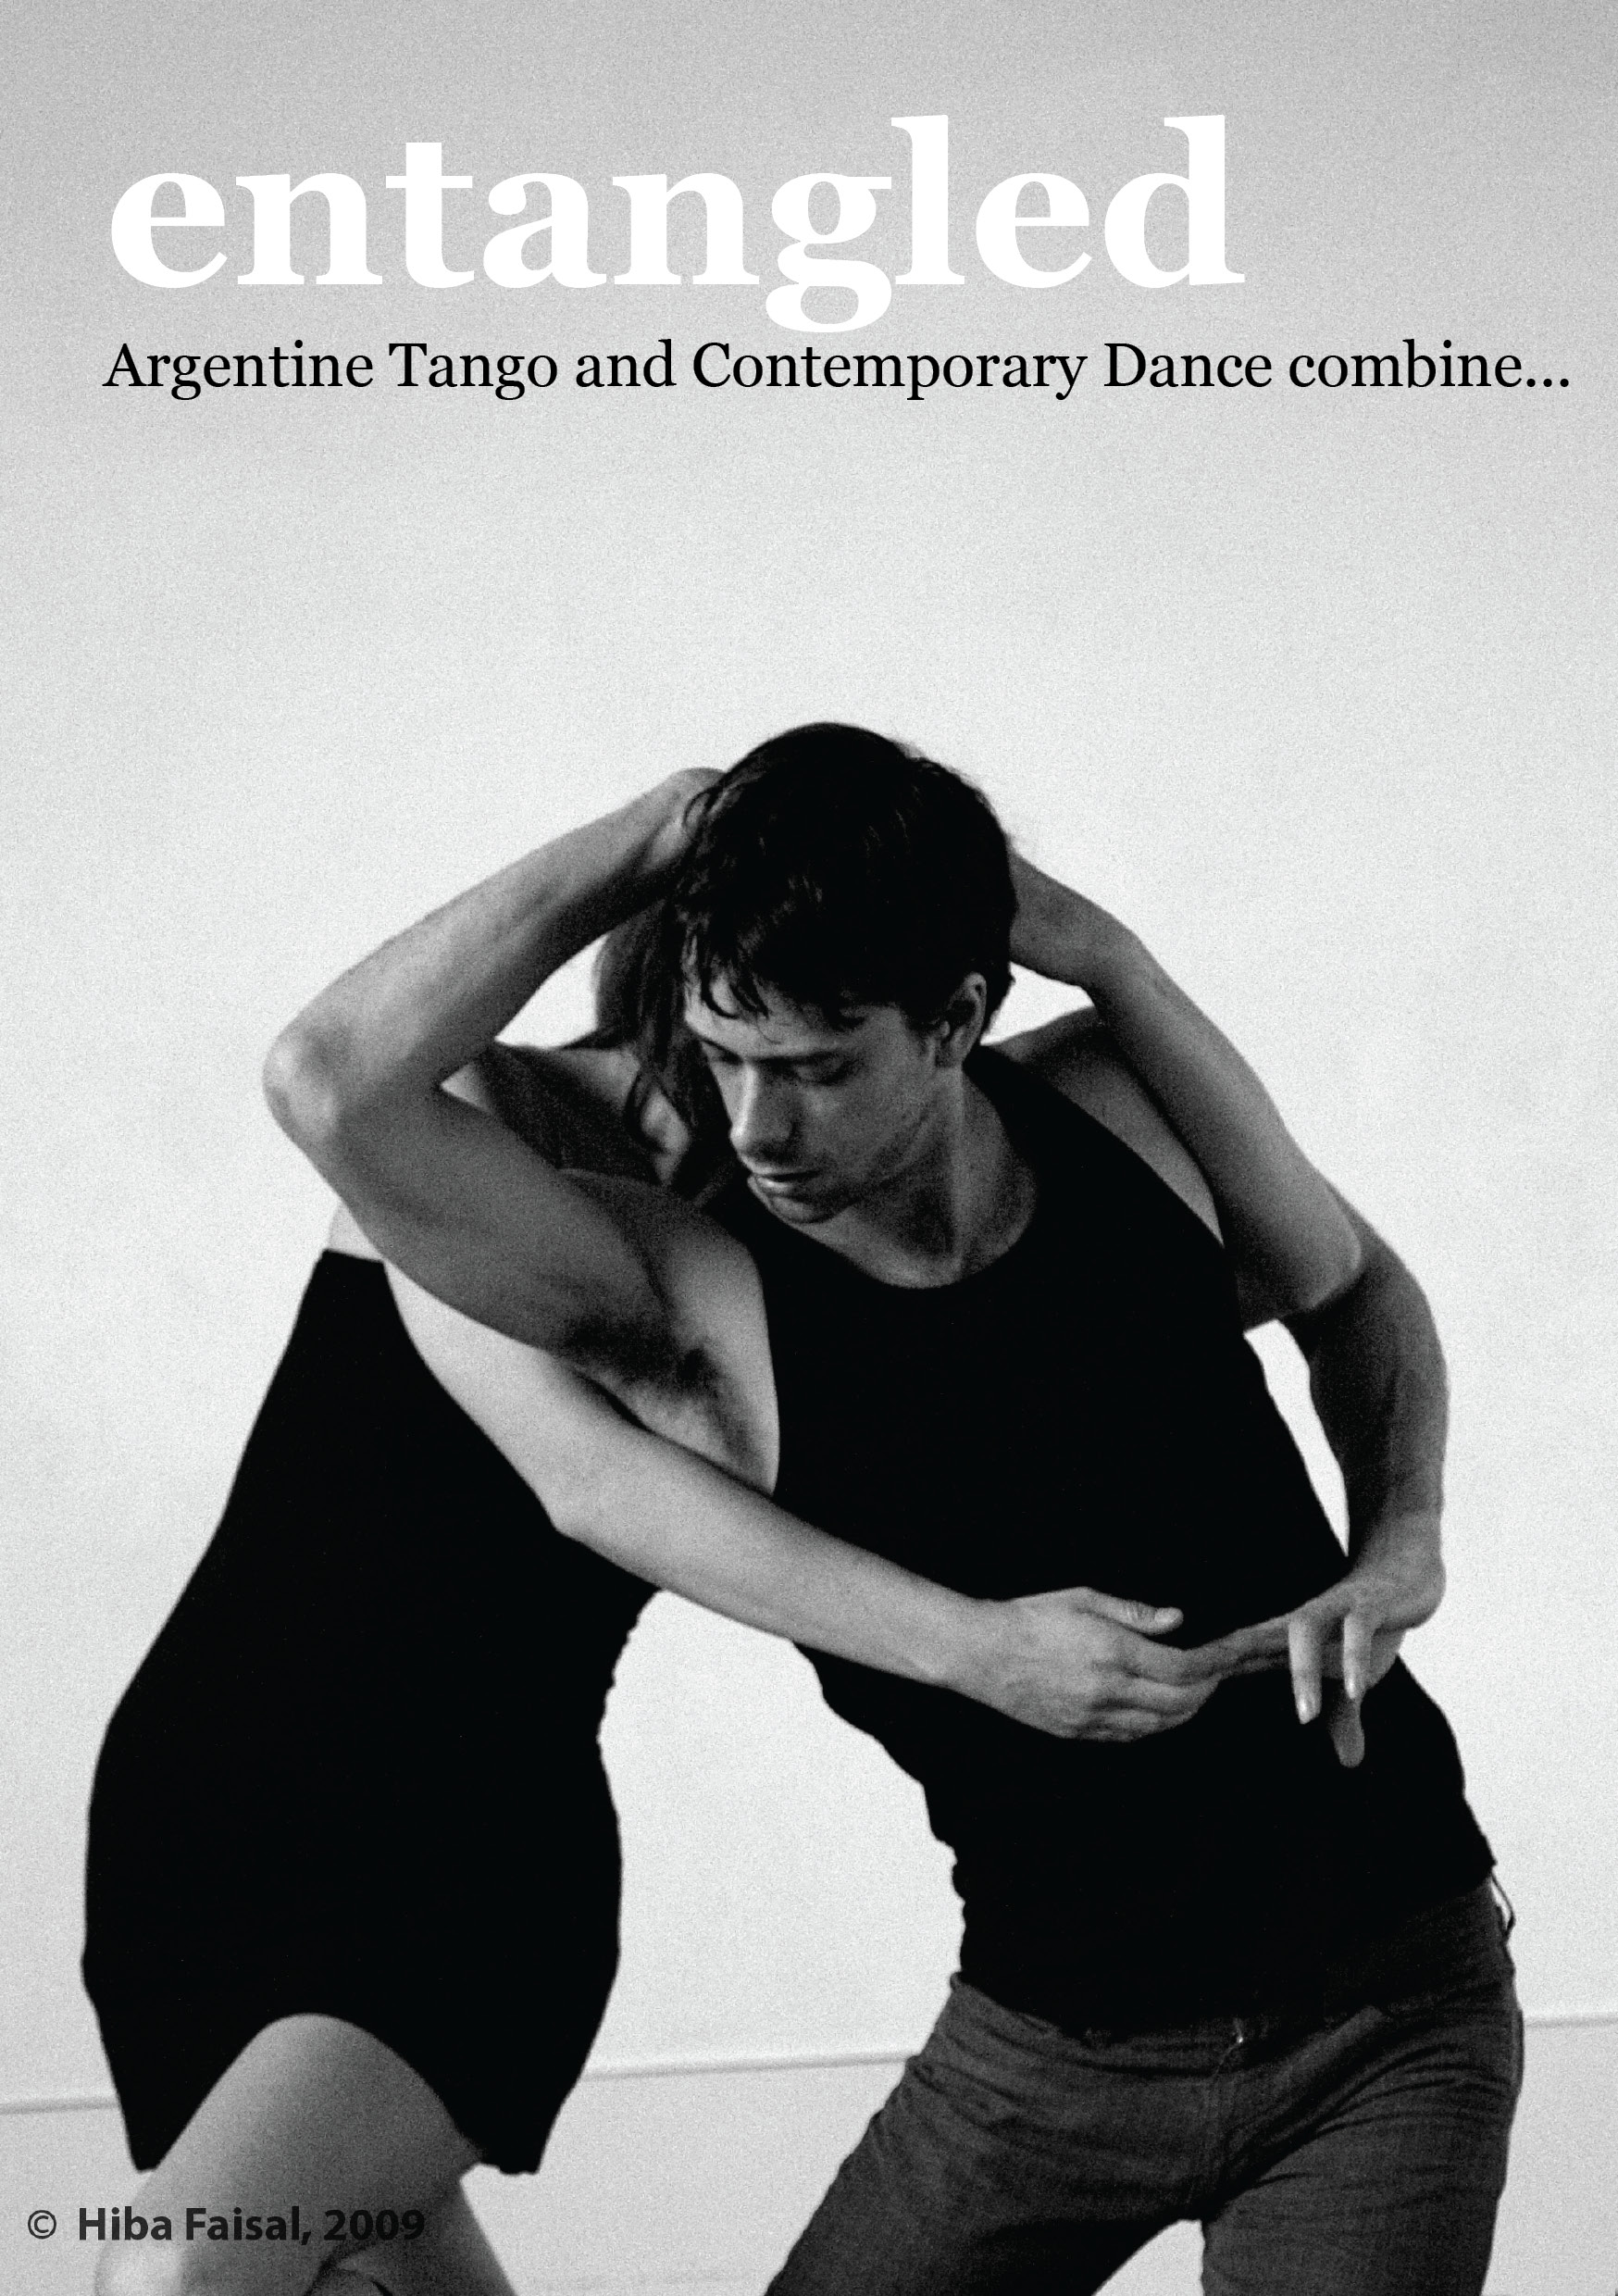 entangled
Argentine Tango and Contemporary Dance combine...
© Hiba Faisal, 2009